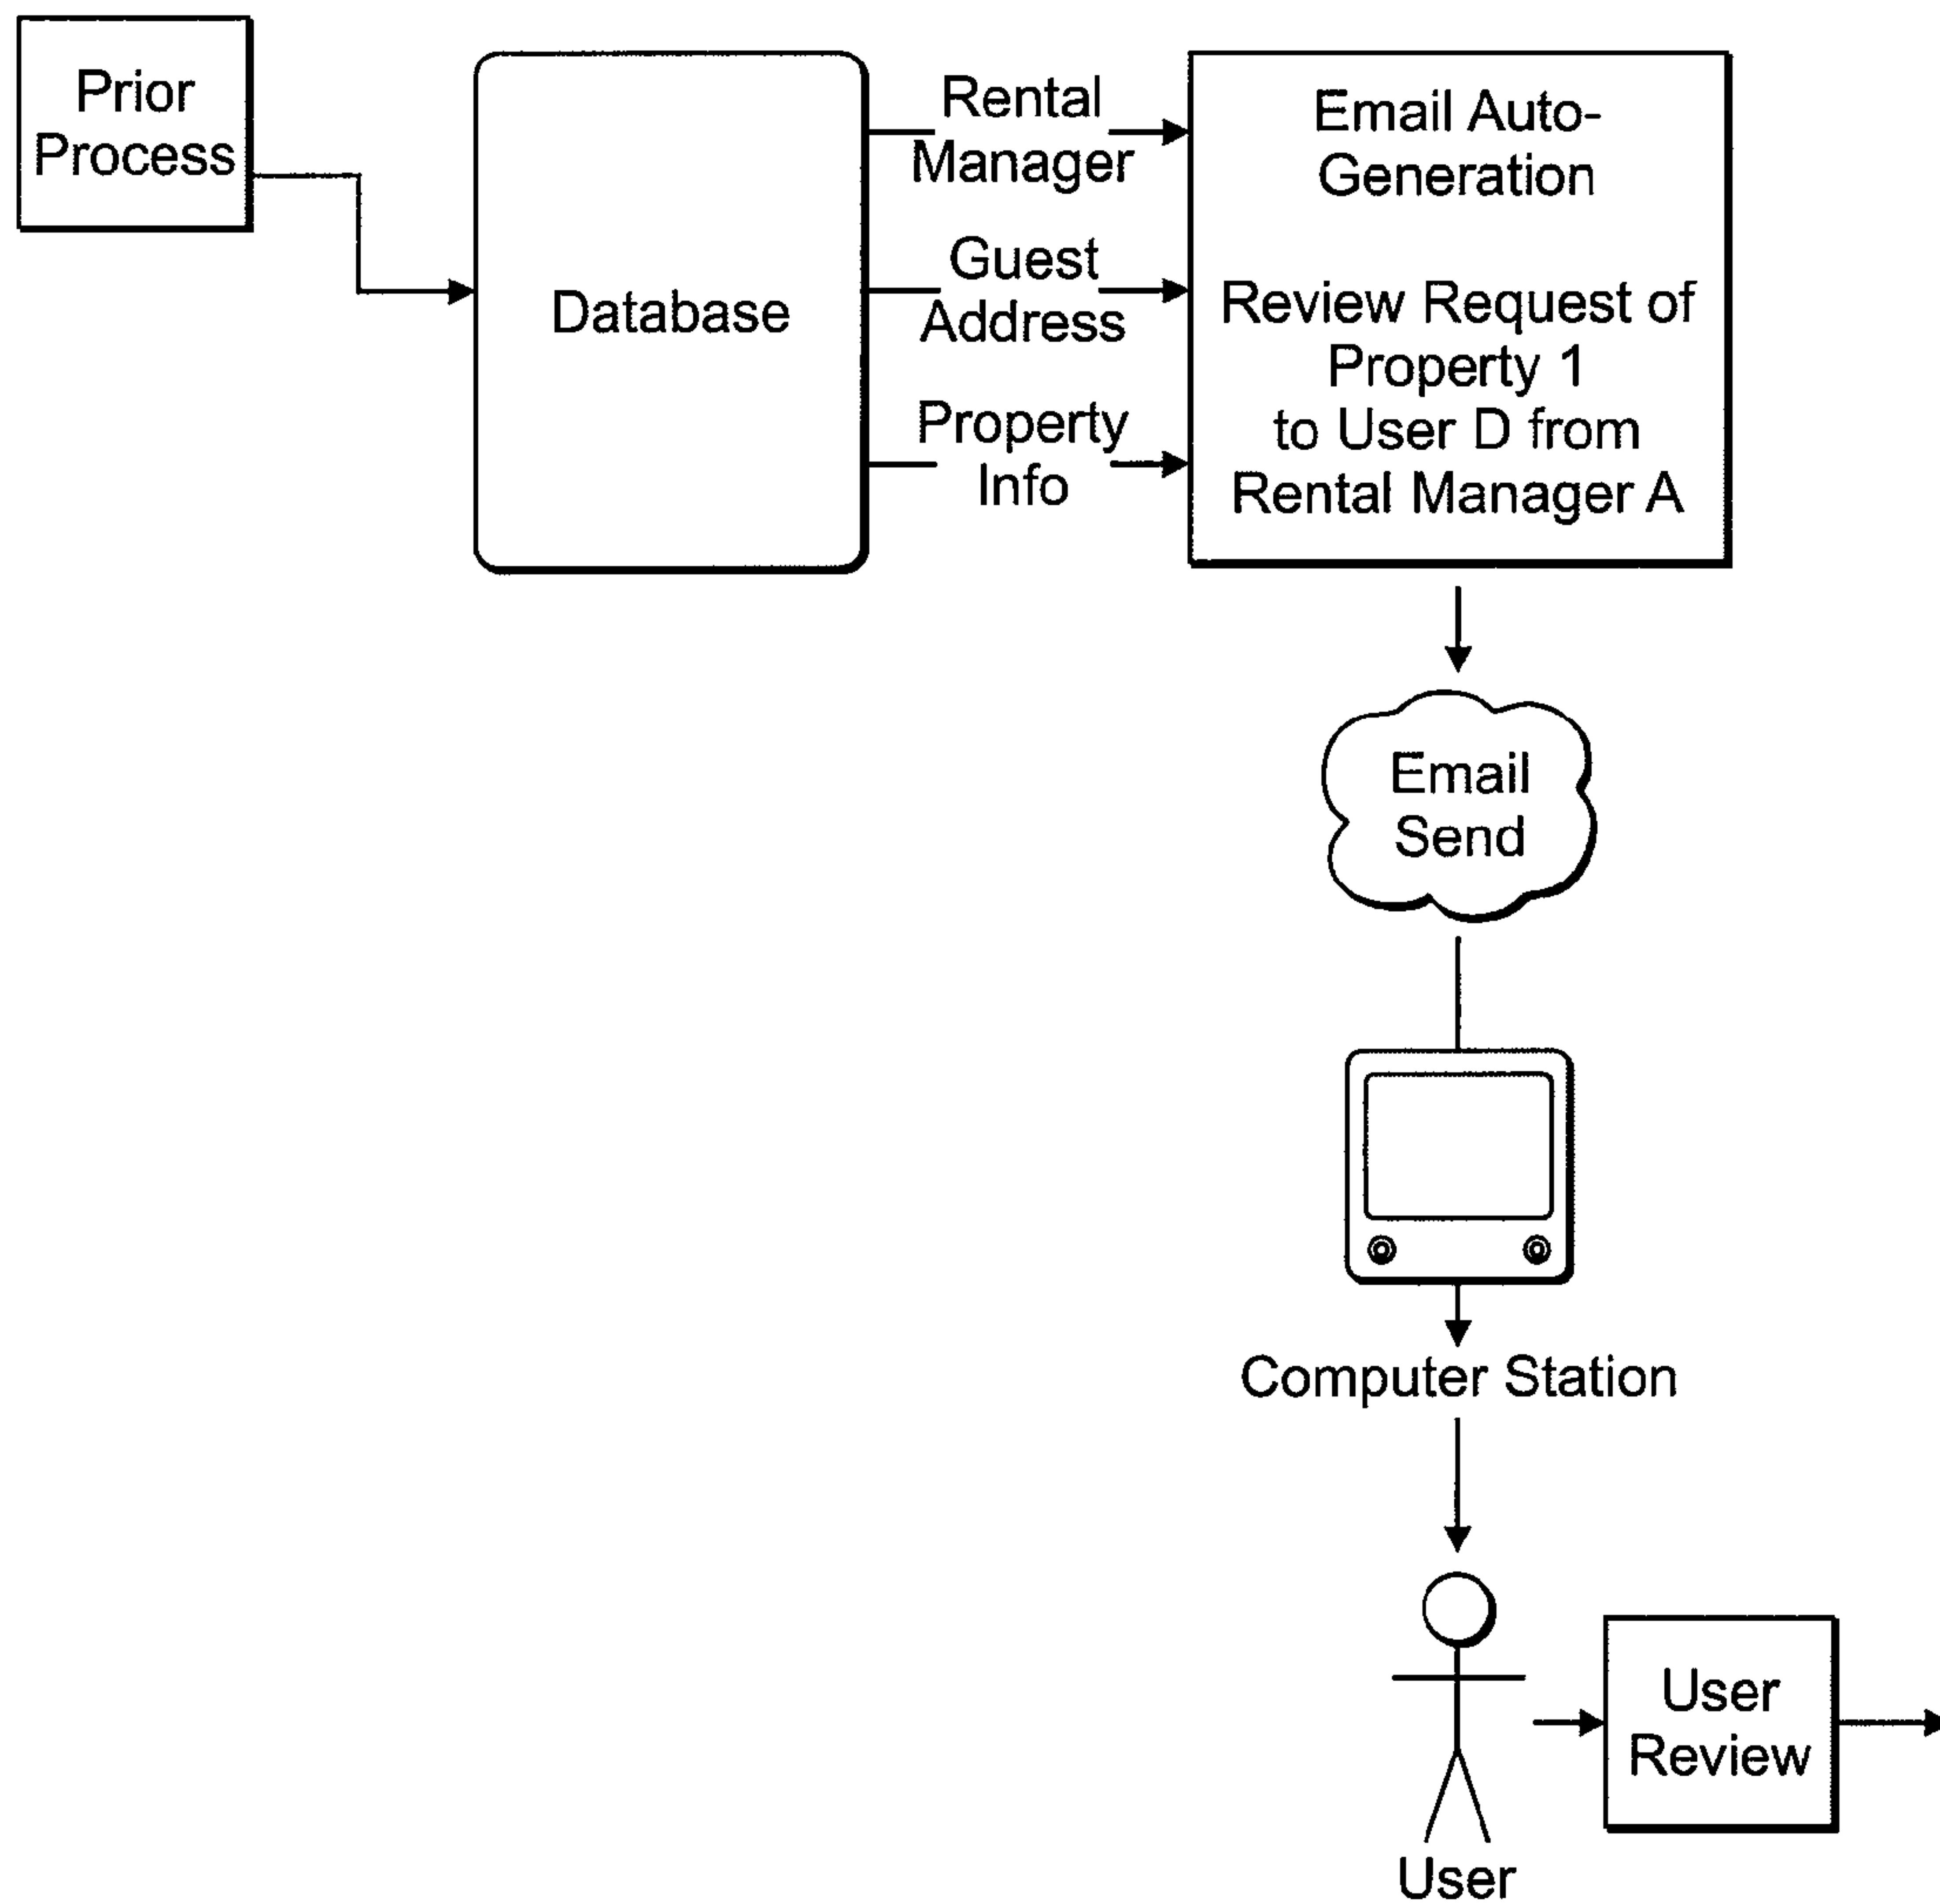 Prior
Process
Database
Rental
Manager
Guest
Address
Property
Info
Email Auto-
Generation
Review Request of
Property 1
to User D from
Rental Manager A
Email
Send
Computer Station
User
User
Review